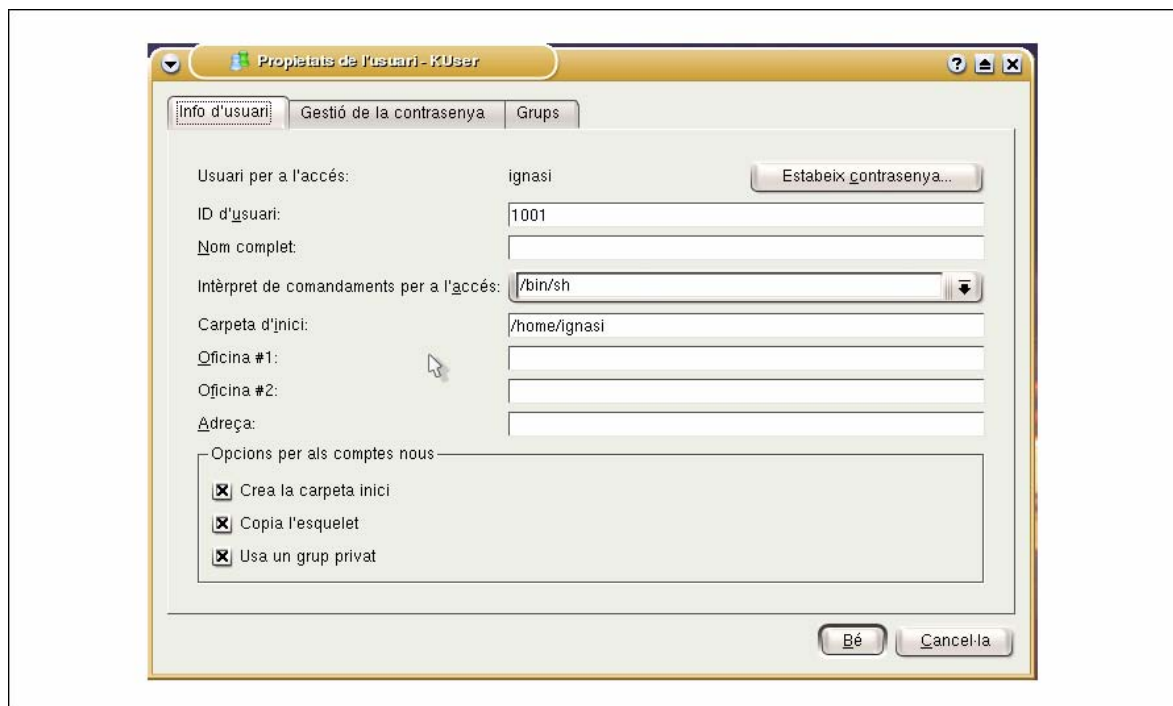 Propietats de l'usuari - KUser
Info d'usuari Gestió de la contrasenya Grups
Usuari per a l'accés: ignasi Estabeix contrasenya...
ID d'usuari: 1001
Nom complet:
Intèrpret de comandaments per a l'accés: /bin/sh
Carpeta d'inici: /home/ignasi
Oficina #1:
Oficina #2:
Adreça:
Opcions per als comptes nous
Crea la carpeta inici
Copia l'esquelet
Usa un grup privat
Bé Cancel·la